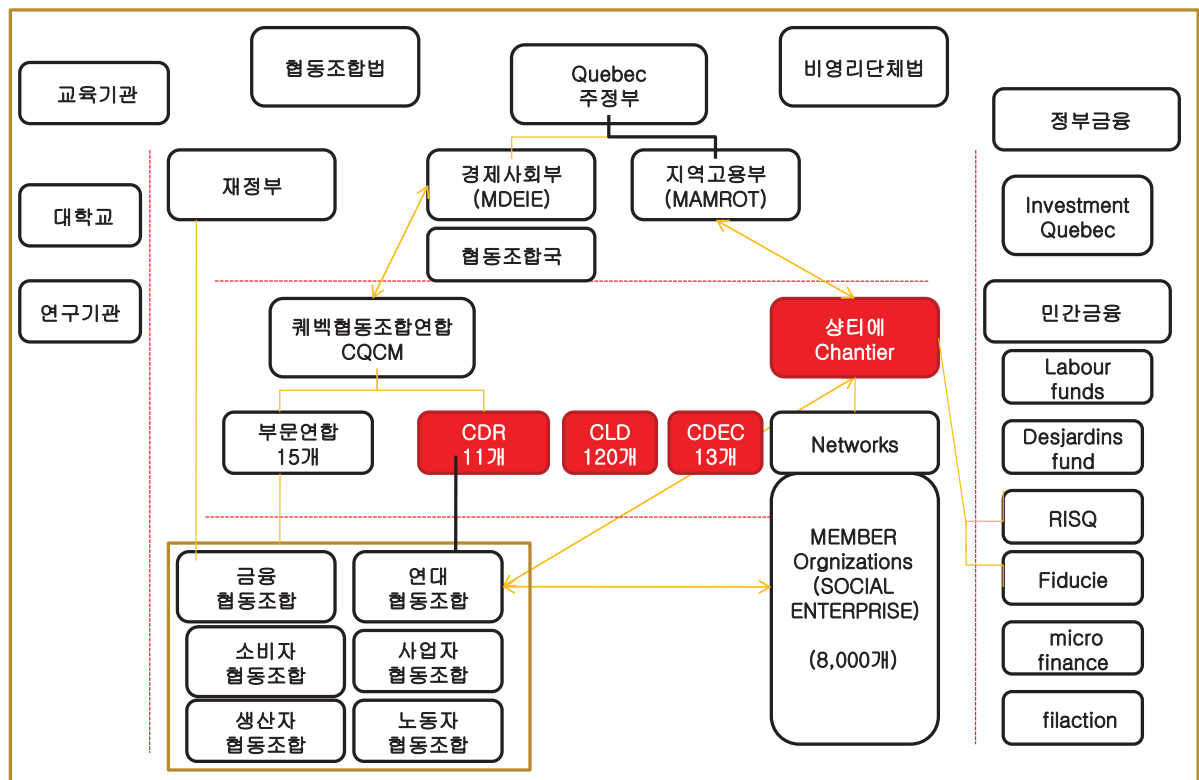 협동조합법
Quebec
주정부
비영리단체법
교육기관
정부금융
재정부
경제사회부
(MDEIE)
지역고용부
(MAMROT)
대학교
Investment
Quebec
협동조합국
연구기관
퀘벡협동조합연합
CQCM
샹티에
Chantier
민간금융
Labour
funds
부문연합
15개
CDR
11개
CLD
120개
CDEC
13개
Networks
Desjardins
fund
RISQ
MEMBER
Orgnizations
(SOCIAL
ENTERPRISE)
(8,000개)
금융
협동조합
연대
협동조합
Fiducie
소비자
협동조합
사업자
협동조합
micro
finance
생산자
협동조합
노동자
협동조합
filaction